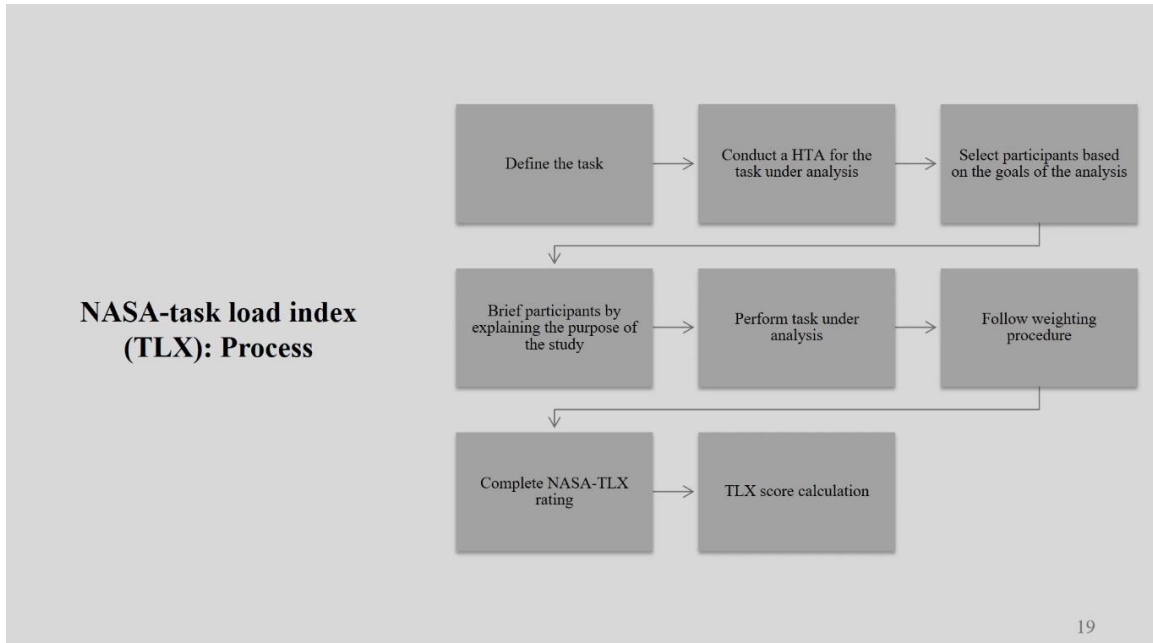 NASA-task load index
(TLX): Process
Define the task
Conduct a HTA for the
task under analysis
Select participants based
on the goals of the analysis
Brief participants by
explaining the purpose of
the study
Perform task under
analysis
Follow weighting
procedure
Complete NASA-TLX
rating
TLX score calculation
19